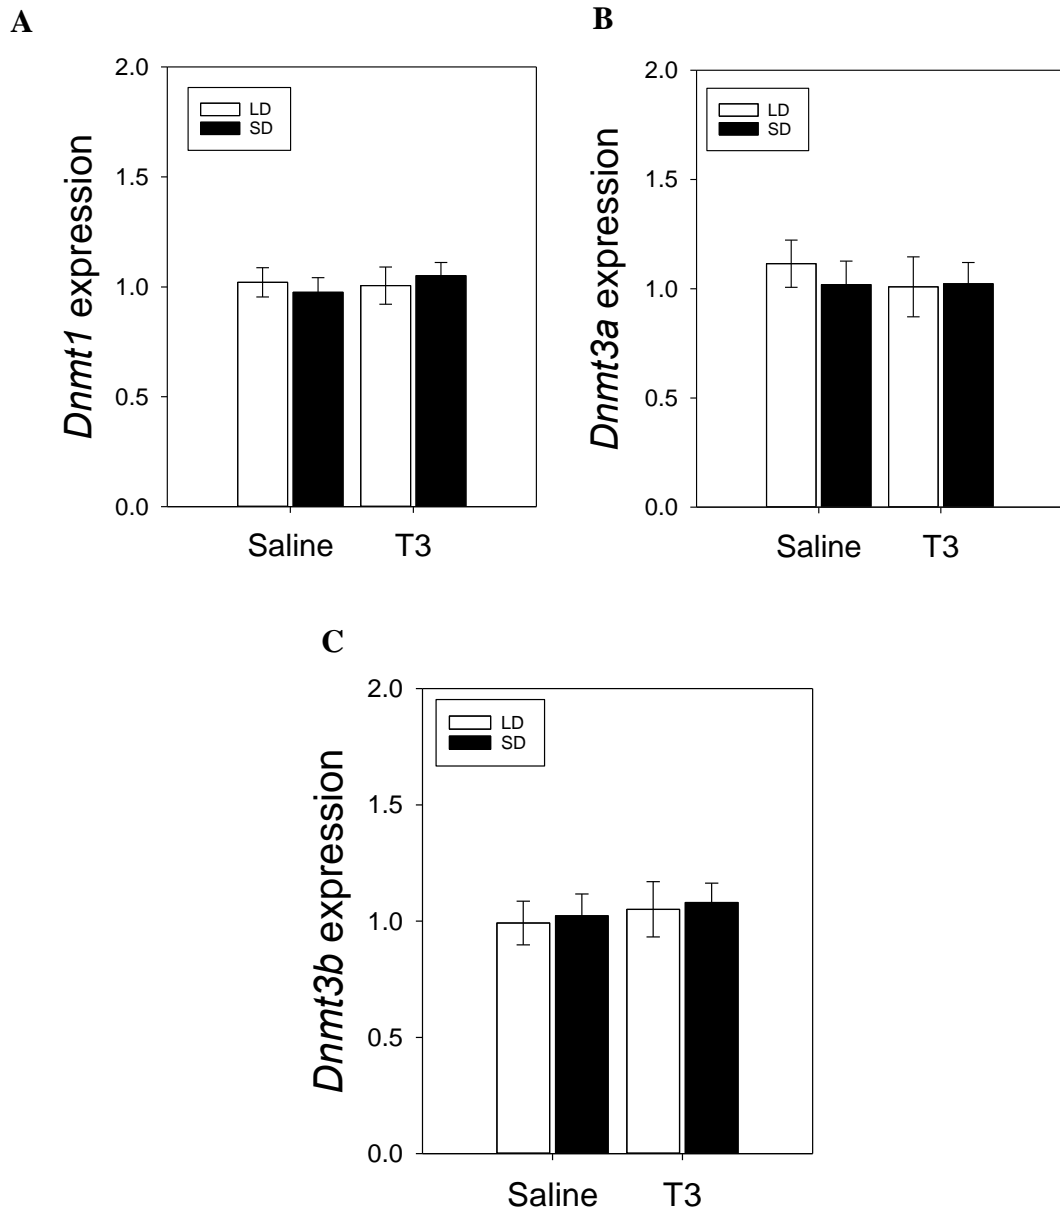 A
Dnmt1 expression
2.0
1.5
1.0
0.5
0.0
LD
SD
Saline T3
B
Dnmt3a expression
2.0
1.5
1.0
0.5
0.0
LD
SD
Saline T3
C
Dnmt3b expression
2.0
1.5
1.0
0.5
0.0
LD
SD
Saline T3